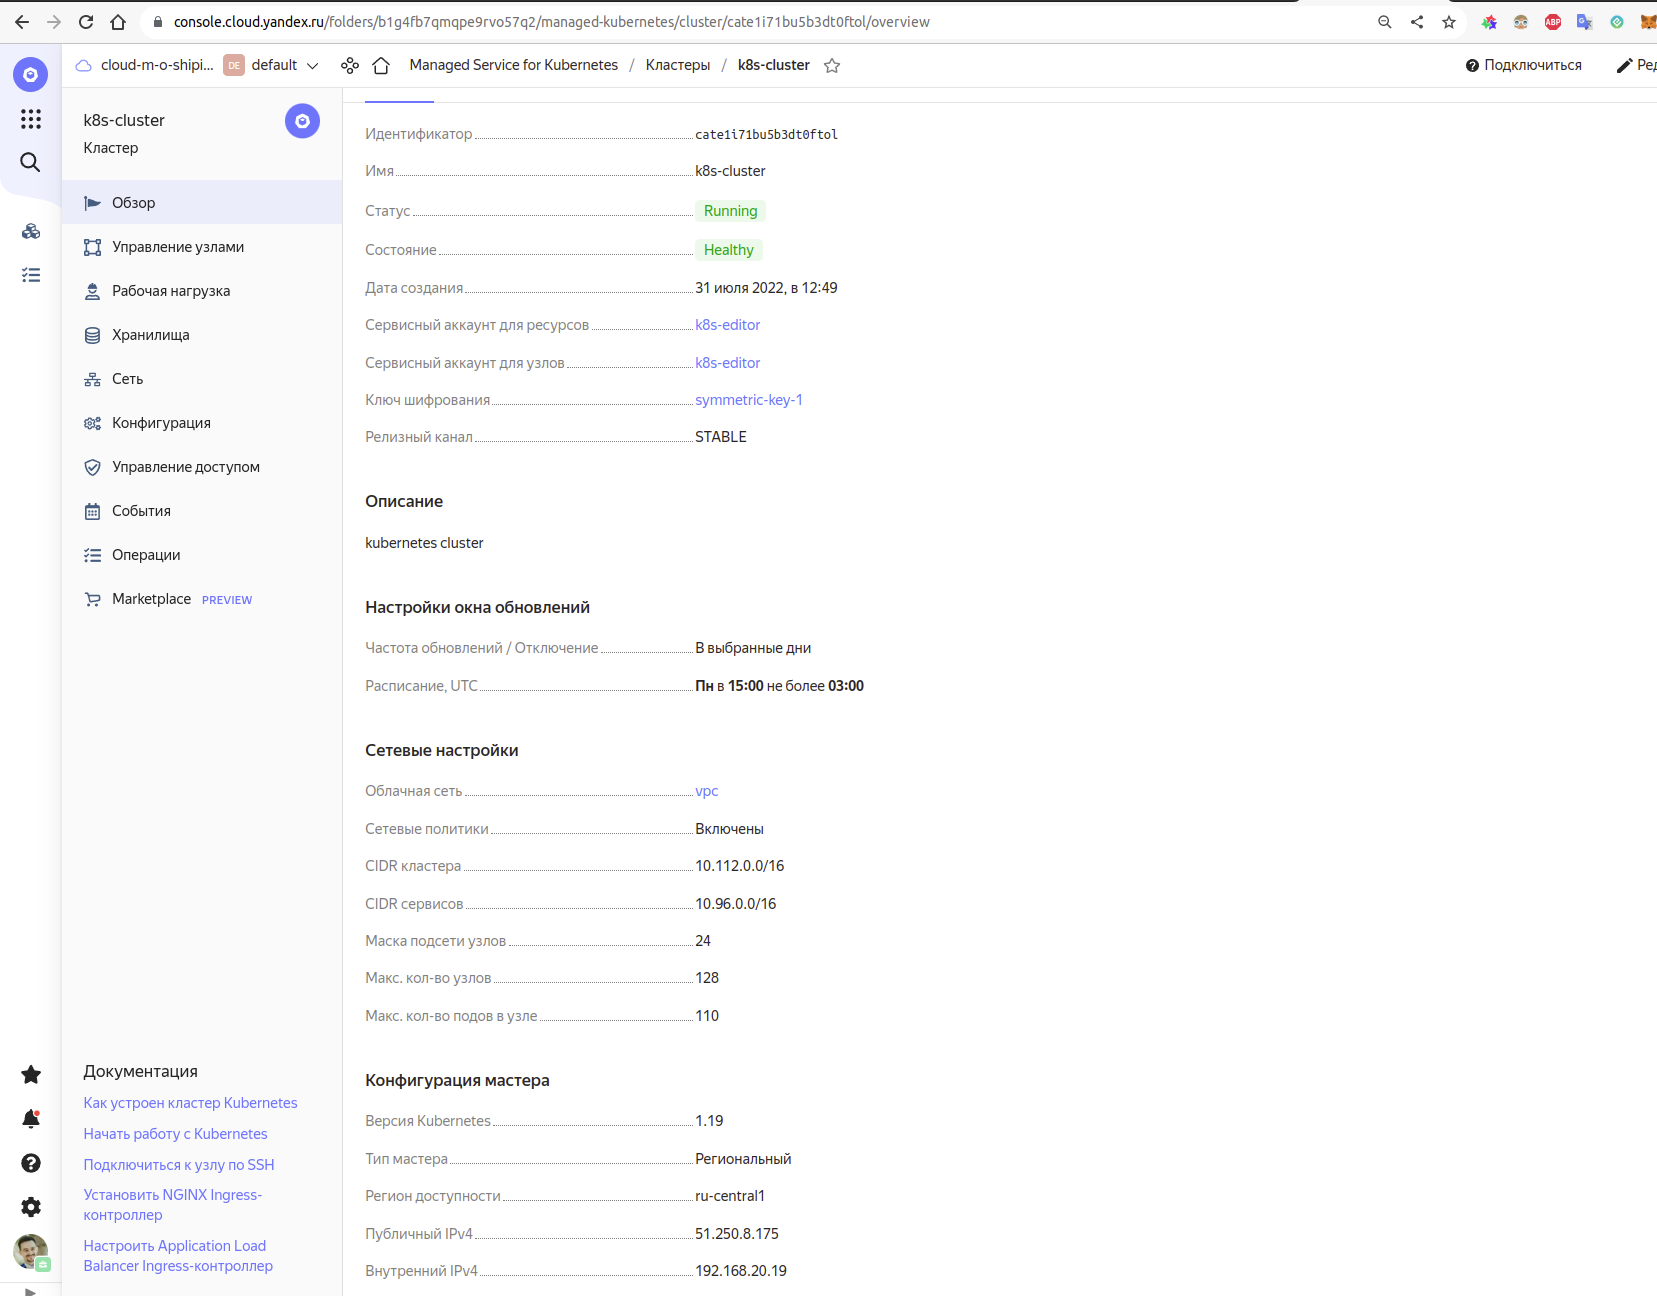 console.cloud.yandex.ru/folders/b1g4fb7qmqpe9rvo57q2/managed-kubernetes/cluster/cate1i71bu5b3dt0ftol/overview
ABP
cloud-m-o-shipi... DE default Managed Service for Kubernetes / Кластеры / k8s-cluster Подключиться Ред
k8s-cluster
Кластер
Обзор
Управление узлами
Рабочая нагрузка
Хранилища
Сеть
Конфигурация
Управление доступом
События
Операции
Marketplace PREVIEW
Документация
Как устроен кластер Kubernetes
Начать работу с Kubernetes
Подключиться к узлу по SSH
Установить NGINX Ingress-
контроллер
Настроить Application Load
Balancer Ingress-контроллер
Идентификатор cate1i71bu5b3dt0ftol
Имя k8s-cluster
Статус Running
Состояние Healthy
Дата создания 31 июля 2022, в 12:49
Сервисный аккаунт для ресурсов k8s-editor
Сервисный аккаунт для узлов k8s-editor
Ключ шифрования symmetric-key-1
Релизный канал STABLE
Описание
kubernetes cluster
Настройки окна обновлений
Частота обновлений / Отключение В выбранные дни
Расписание, UTC Пн в 15:00 не более 03:00
Сетевые настройки
Облачная сеть vpc
Сетевые политики Включены
CIDR кластера 10.112.0.0/16
CIDR сервисов 10.96.0.0/16
Маска подсети узлов 24
Макс. кол-во узлов 128
Макс. кол-во подов в узле 110
Конфигурация мастера
Версия Kubernetes 1.19
Тип мастера Региональный
Регион доступности ru-central1
Публичный IPv4 51.250.8.175
Внутренний IPv4 192.168.20.19